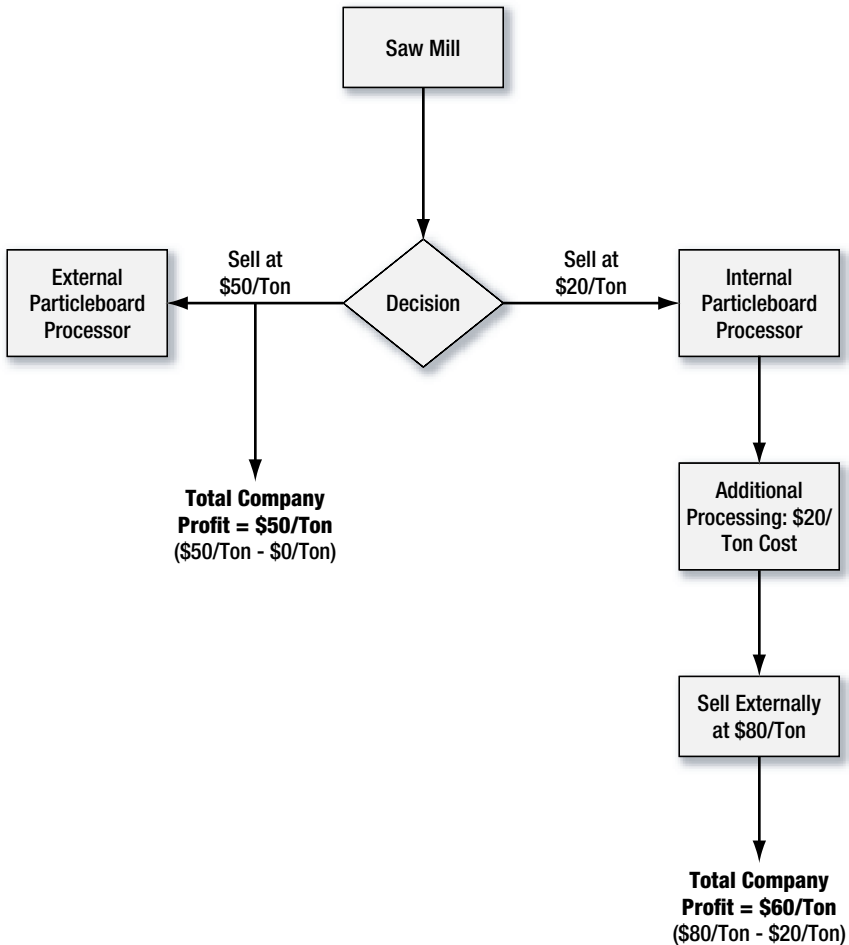 Saw Mill
Sell at
$50/Ton
Sell at
$20/Ton
External
Particleboard
Processor
Decision
Internal
Particleboard
Processor
Total Company
Profit = $50/Ton
($50/Ton - $0/Ton)
Additional
Processing: $20/
Ton Cost
Sell Externally
at $80/Ton
Total Company
Profit = $60/Ton
($80/Ton - $20/Ton)